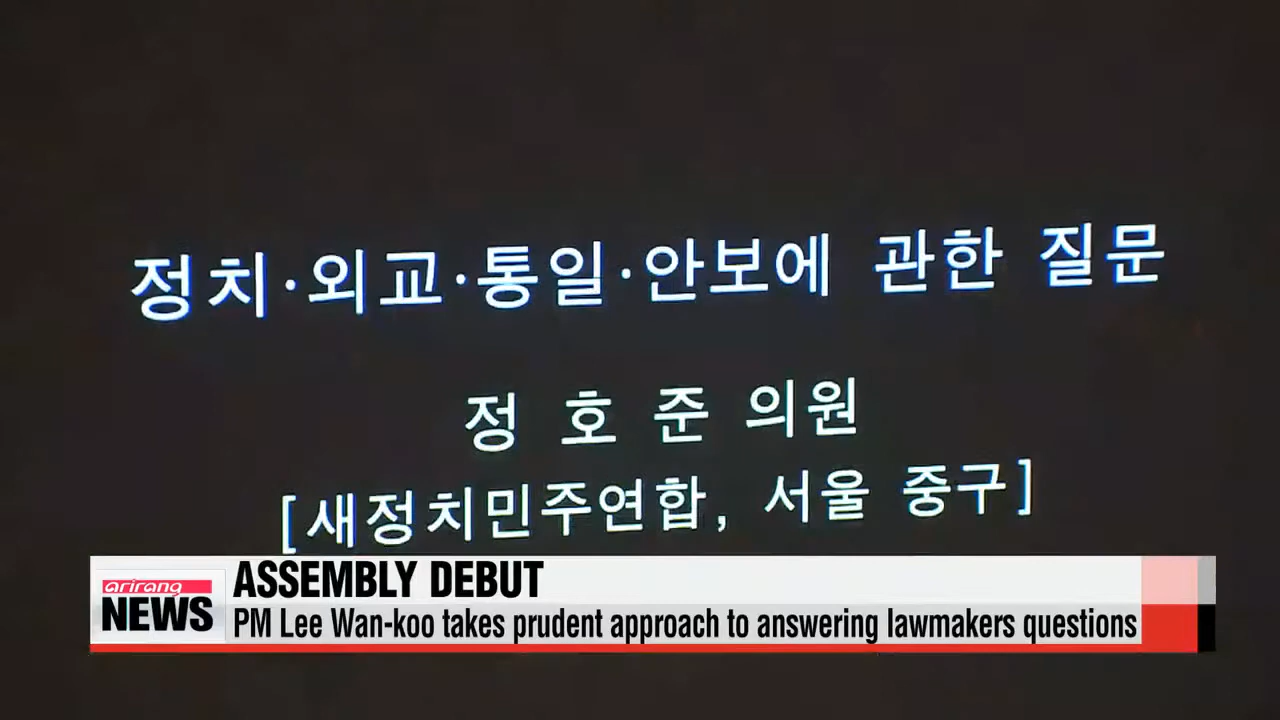 정치·외교·통일·안보에 관한 질문
정 호 준 의원
[새정치민주연합, 서울 중구]
arirang
NEWS
ASSEMBLY DEBUT
PM Lee Wan-koo takes prudent approach to answering lawmakers questions